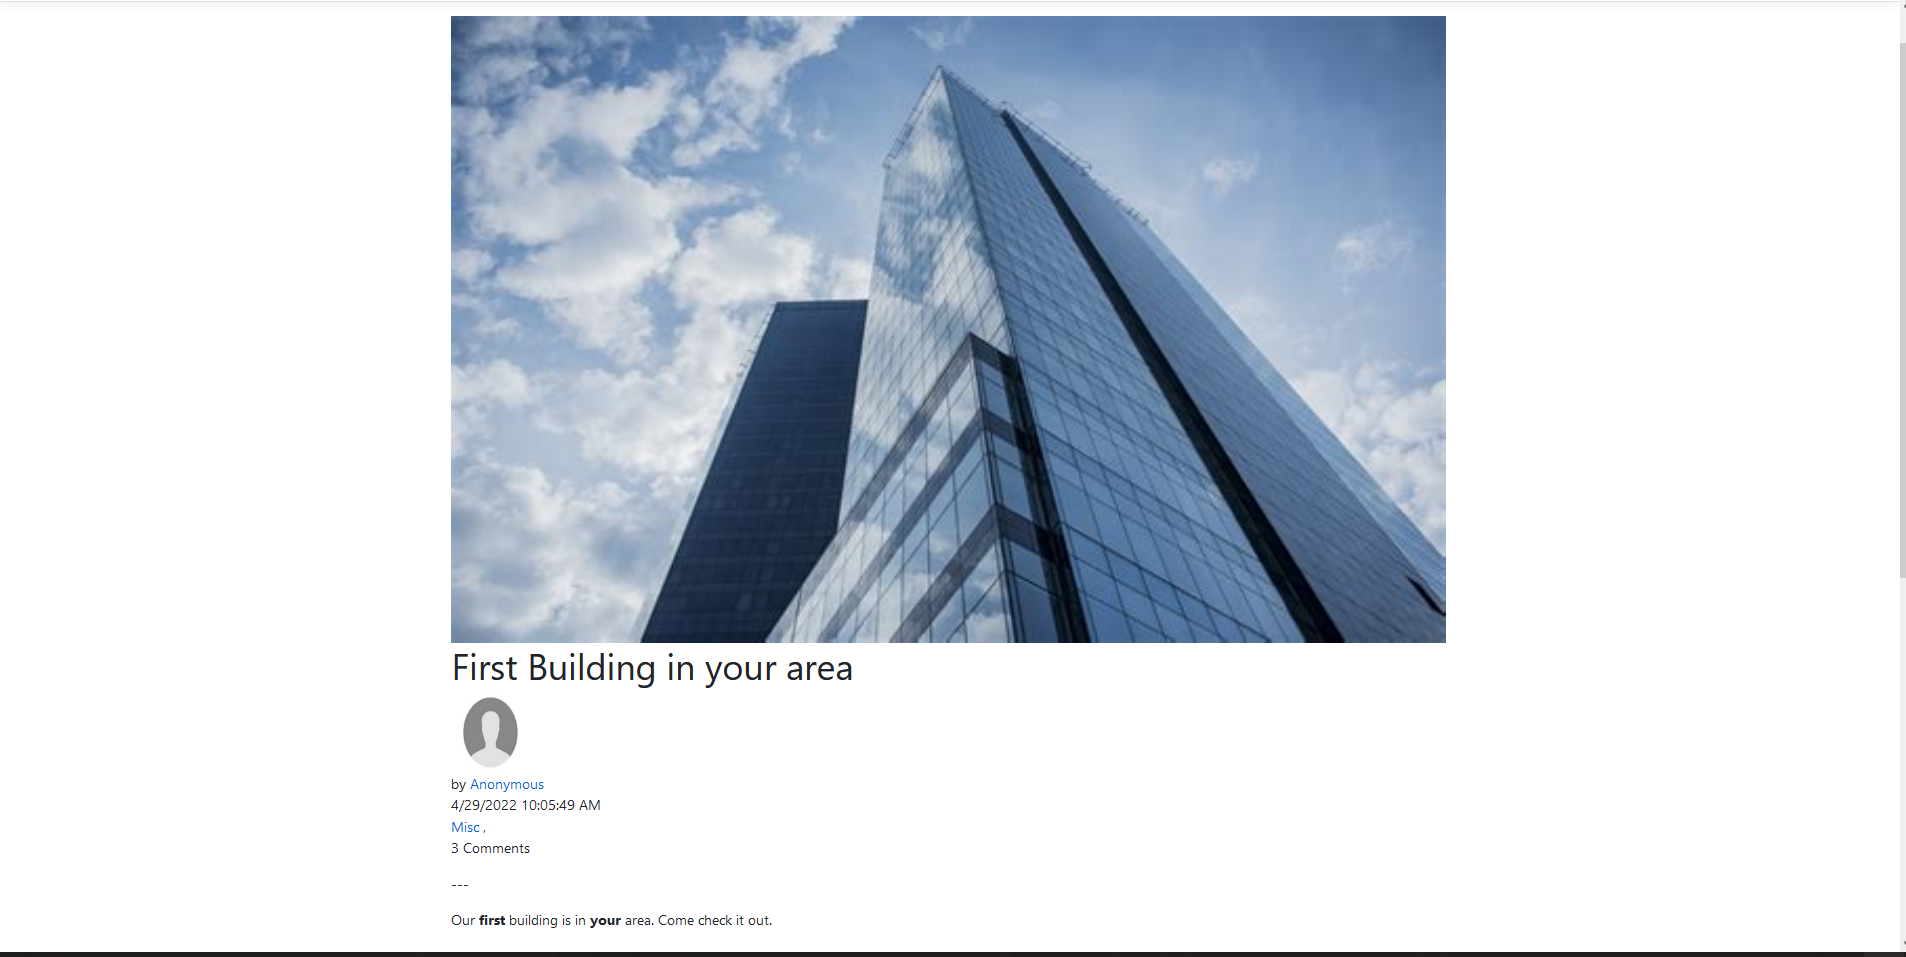 First Building in your area
by Anonymous
4/29/2022 10:05:49 AM
Misc ,
3 Comments
---
Our first building is in your area. Come check it out.